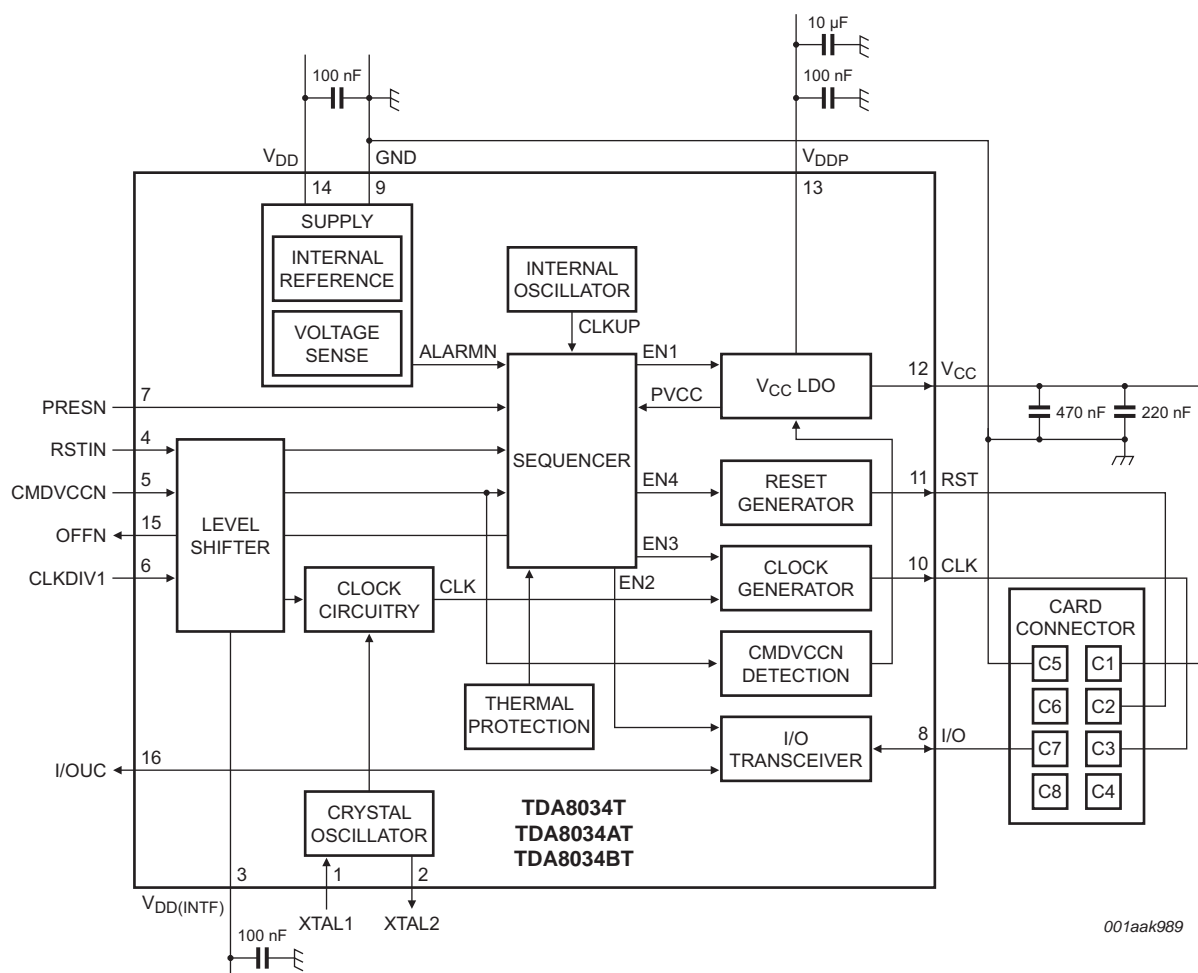 10 µF
100 nF
100 nF
VDD
GND
VDDP
14
9
13
SUPPLY
INTERNAL
REFERENCE
VOLTAGE
SENSE
INTERNAL
OSCILLATOR
CLKUP
ALARMN
EN1
VCC LDO
12
VCC
PVCC
470 nF
220 nF
PRESN
7
RSTIN
4
CMDVCCN
5
OFFN
15
CLKDIV1
6
LEVEL
SHIFTER
SEQUENCER
EN4
RESET
GENERATOR
11
RST
EN3
EN2
CLOCK
GENERATOR
10
CLK
CLOCK
CIRCUITRY
CLK
CMDVCCN
DETECTION
THERMAL
PROTECTION
I/O
TRANSCEIVER
8
I/O
CARD
CONNECTOR
C5
C1
C6
C2
C7
C3
C8
C4
I/OUC
16
CRYSTAL
OSCILLATOR
TDA8034T
TDA8034AT
TDA8034BT
3
1
2
VDD(INTF)
XTAL1
XTAL2
100 nF
001aak989